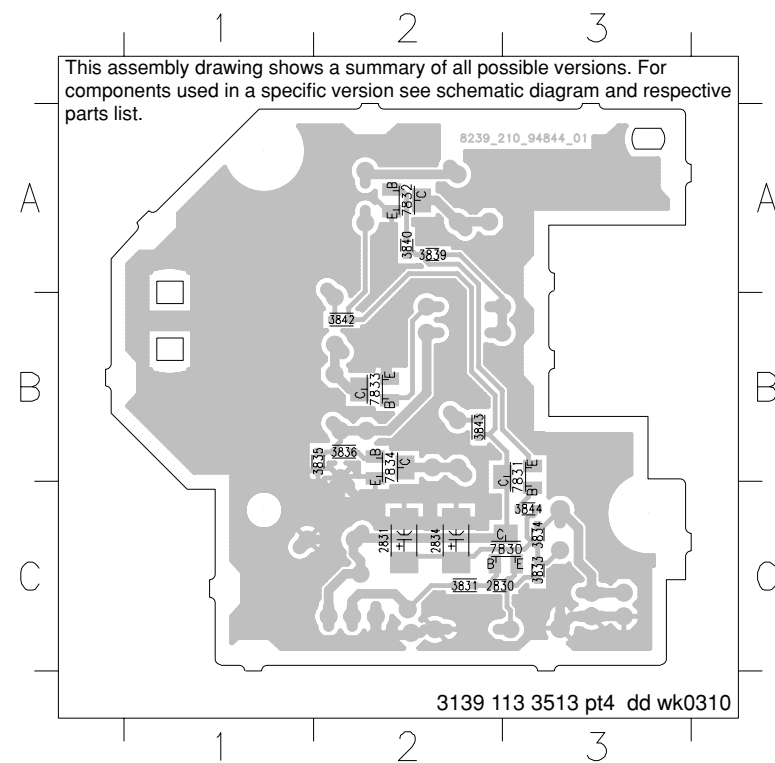 1 2 3
This assembly drawing shows a summary of all possible versions. For
components used in a specific version see schematic diagram and respective
parts list.
8239_210_94844_01
A A
B
7832
C
E
3840
3839
3842
B B
C
7833
E
B
3843
3835
3836
B
7834
C
E
C
7831
E
B
3844
2831
2834
C
7830
B
E
3834
3833
C C
3831
2830
3139 113 3513 pt4 dd wk0310
1 2 3